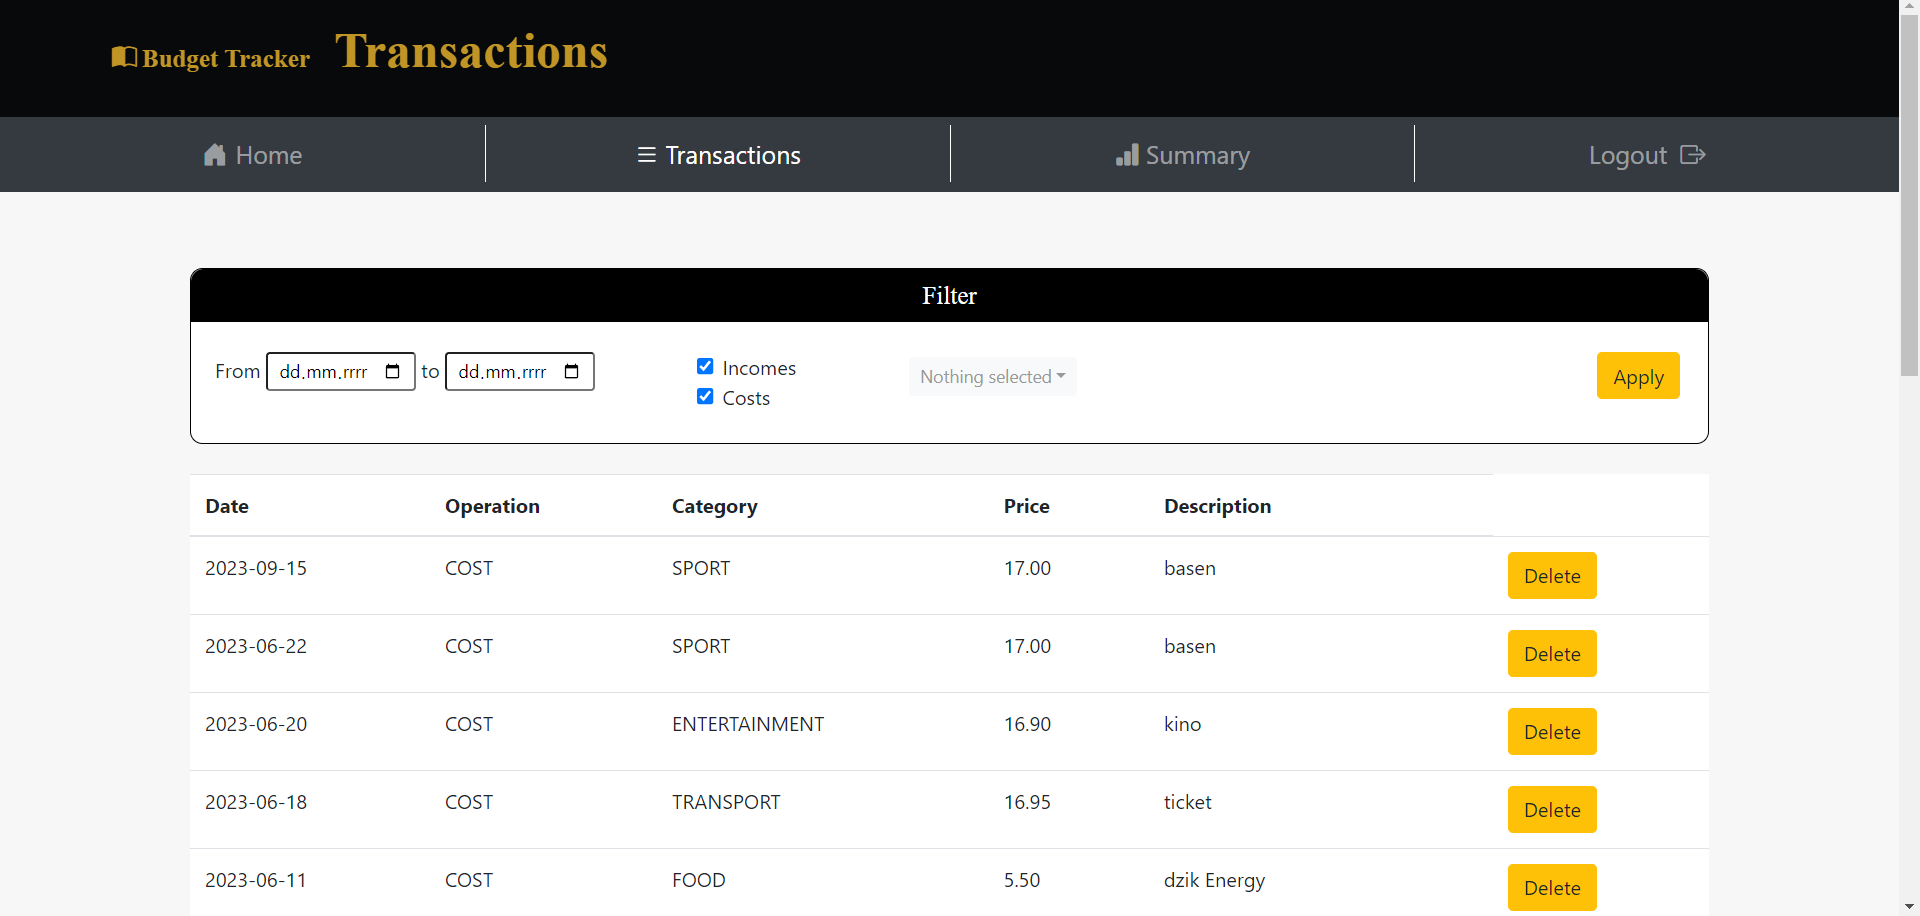 Budget Tracker Transactions
Home Transactions Summary Logout
Filter
From dd.mm.rrrr to dd.mm.rrrr Incomes Nothing selected Apply
Costs
Date Operation Category Price Description
2023-09-15 COST SPORT 17.00 basen Delete
2023-06-22 COST SPORT 17.00 basen Delete
2023-06-20 COST ENTERTAINMENT 16.90 kino Delete
2023-06-18 COST TRANSPORT 16.95 ticket Delete
2023-06-11 COST FOOD 5.50 dzik Energy Delete